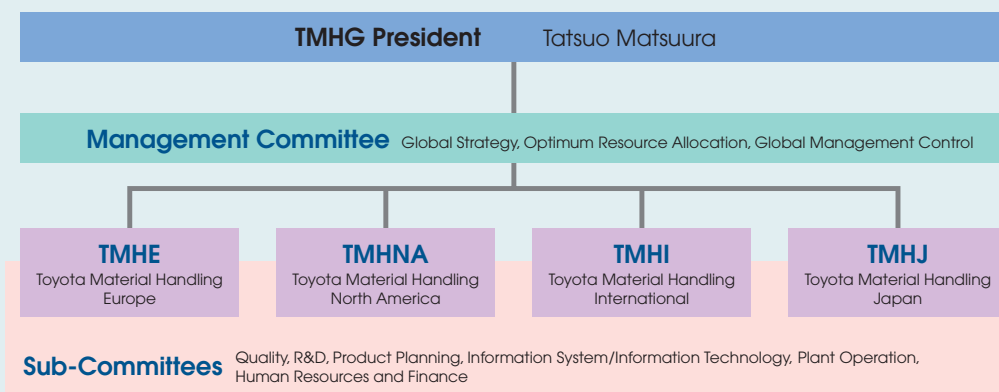 TMHG President Tatsuo Matsuura
Management Committee Global Strategy, Optimum Resource Allocation, Global Management Control
TMHE
Toyota Material Handling
Europe
TMHNA
Toyota Material Handling
North America
TMHI
Toyota Material Handling
International
TMHJ
Toyota Material Handling
Japan
Sub-Committees Quality, R&D, Product Planning, Information System/Information Technology, Plant Operation,
Human Resources and Finance